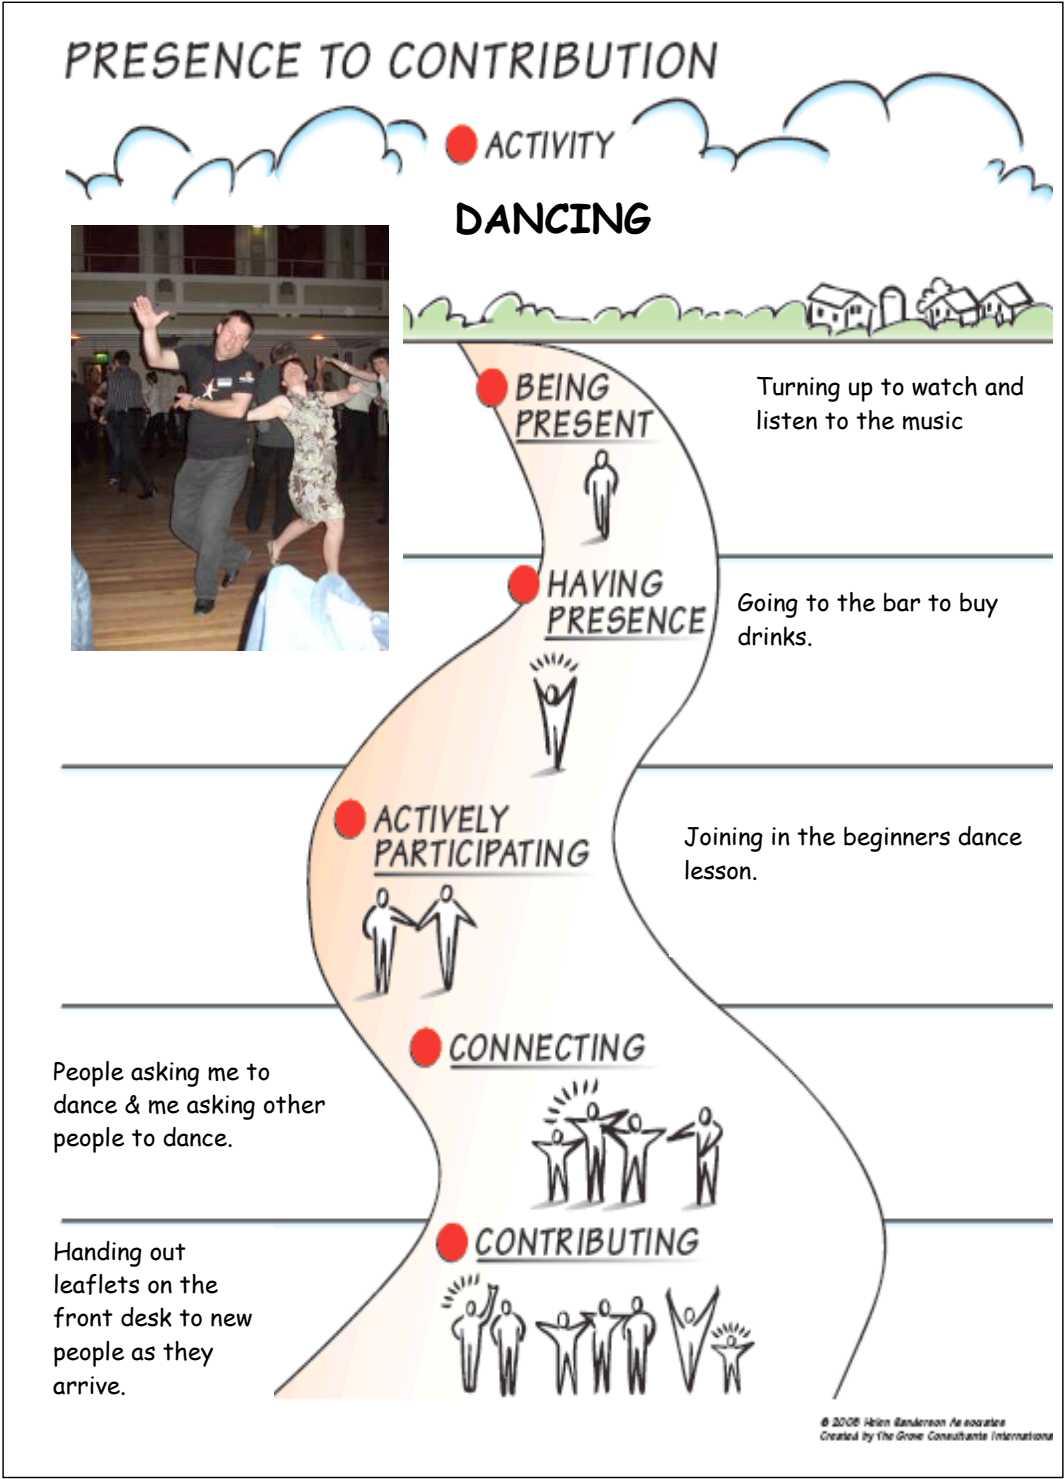 PRESENCE TO CONTRIBUTION
ACTIVITY
DANCING
BEING
PRESENT
Turning up to watch and
listen to the music
HAVING
PRESENCE
Going to the bar to buy
drinks.
ACTIVELY
PARTICIPATING
Joining in the beginners dance
lesson.
CONNECTING
People asking me to
dance & me asking other
people to dance.
CONTRIBUTING
Handing out
leaflets on the
front desk to new
people as they
arrive.
© 2005 Helen Sanderson Associates
Created by The Grove Consultants International